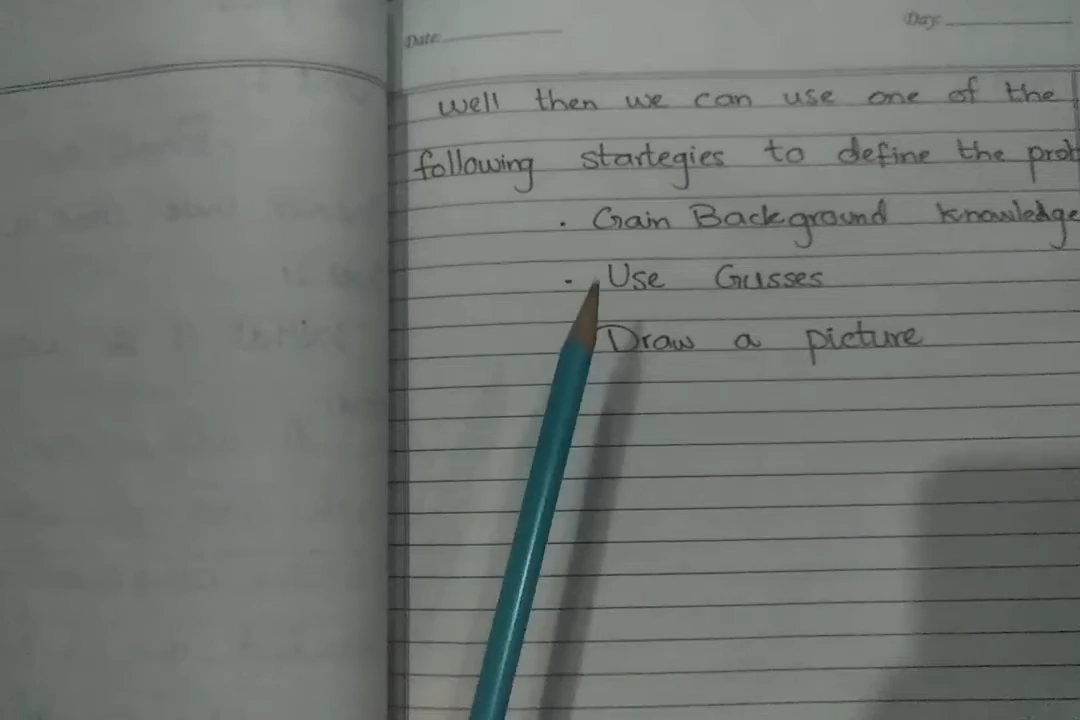 Date: Day:
well then we can use one of the
following startegies to define the prob
. Gain Background knowledge
. Use Gusses
Draw a picture